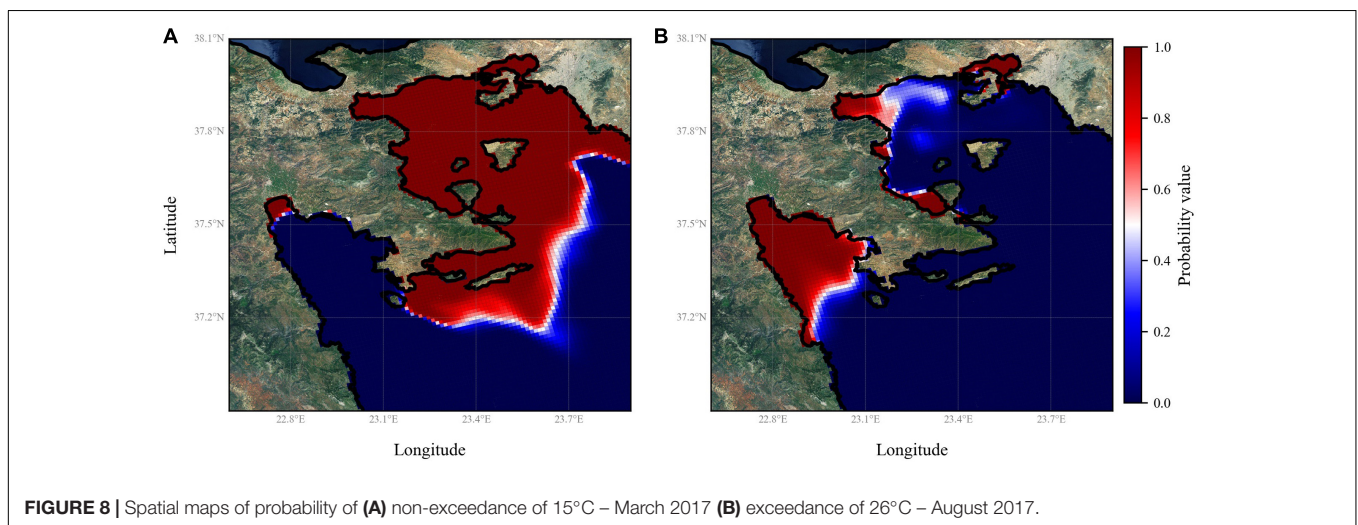 A
B
38.1°N
37.8°N
37.5°N
37.2°N
Latitude
22.8°E 23.1°E 23.4°E 23.7°E
Longitude
38.1°N
37.8°N
37.5°N
37.2°N
22.8°E 23.1°E 23.4°E 23.7°E
Longitude
1.0
0.8
0.6
0.4
0.2
0.0
Probability value
FIGURE 8 | Spatial maps of probability of (A) non-exceedance of 15°C – March 2017 (B) exceedance of 26°C – August 2017.